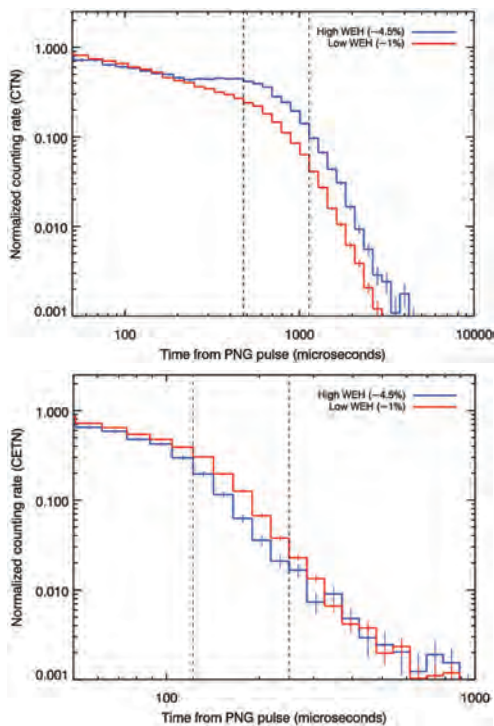 1.000
0.100
0.010
0.001
Normalized counting rate (CTN)
High WEH (~4.5%)
Low WEH (~1%)
100
1000
10000
Time from PNG pulse (microseconds)
1.000
0.100
0.010
0.001
Normalized counting rate (CETN)
High WEH (~4.5%)
Low WEH (~1%)
100
1000
Time from PNG pulse (microseconds)